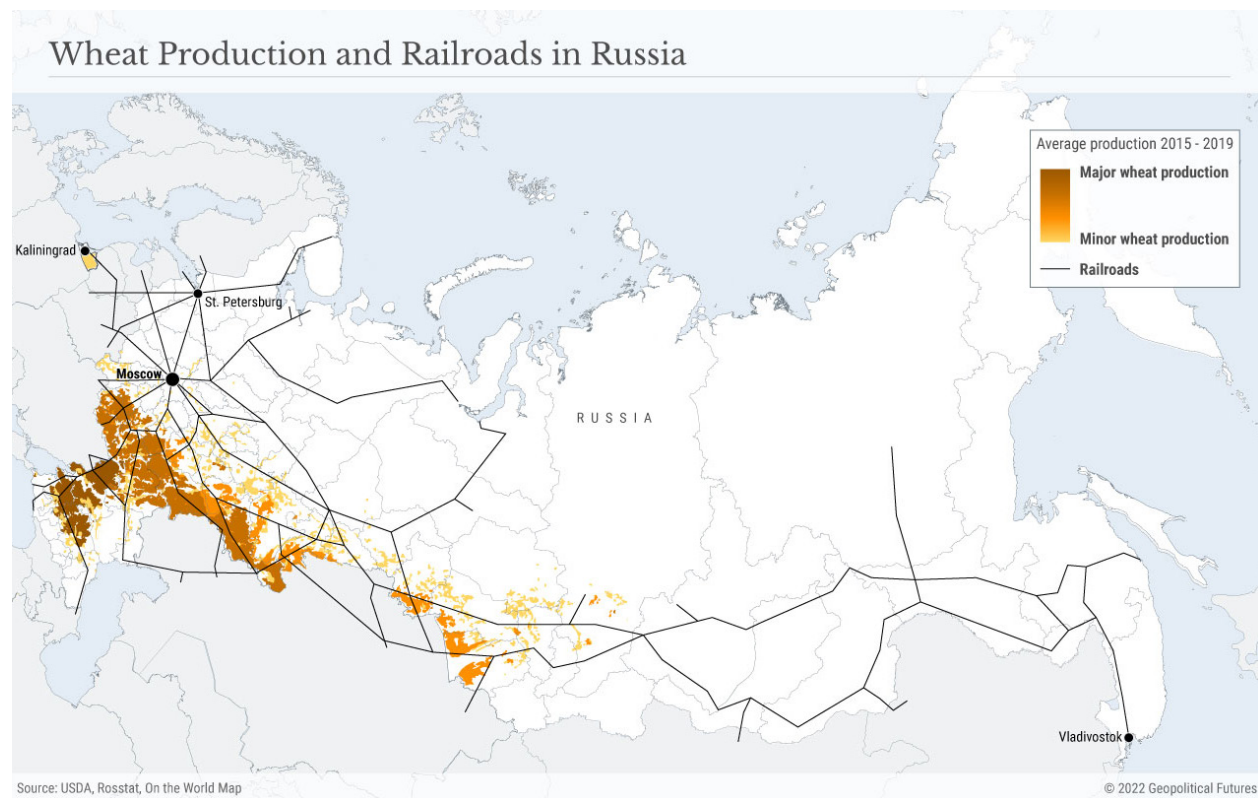 Wheat Production and Railroads in Russia
Average production 2015 - 2019
Major wheat production
Minor wheat production
Railroads
Kaliningrad
St. Petersburg
Moscow
RUSSIA
Vladivostok
Source: USDA, Rosstat, On the World Map
© 2022 Geopolitical Futures